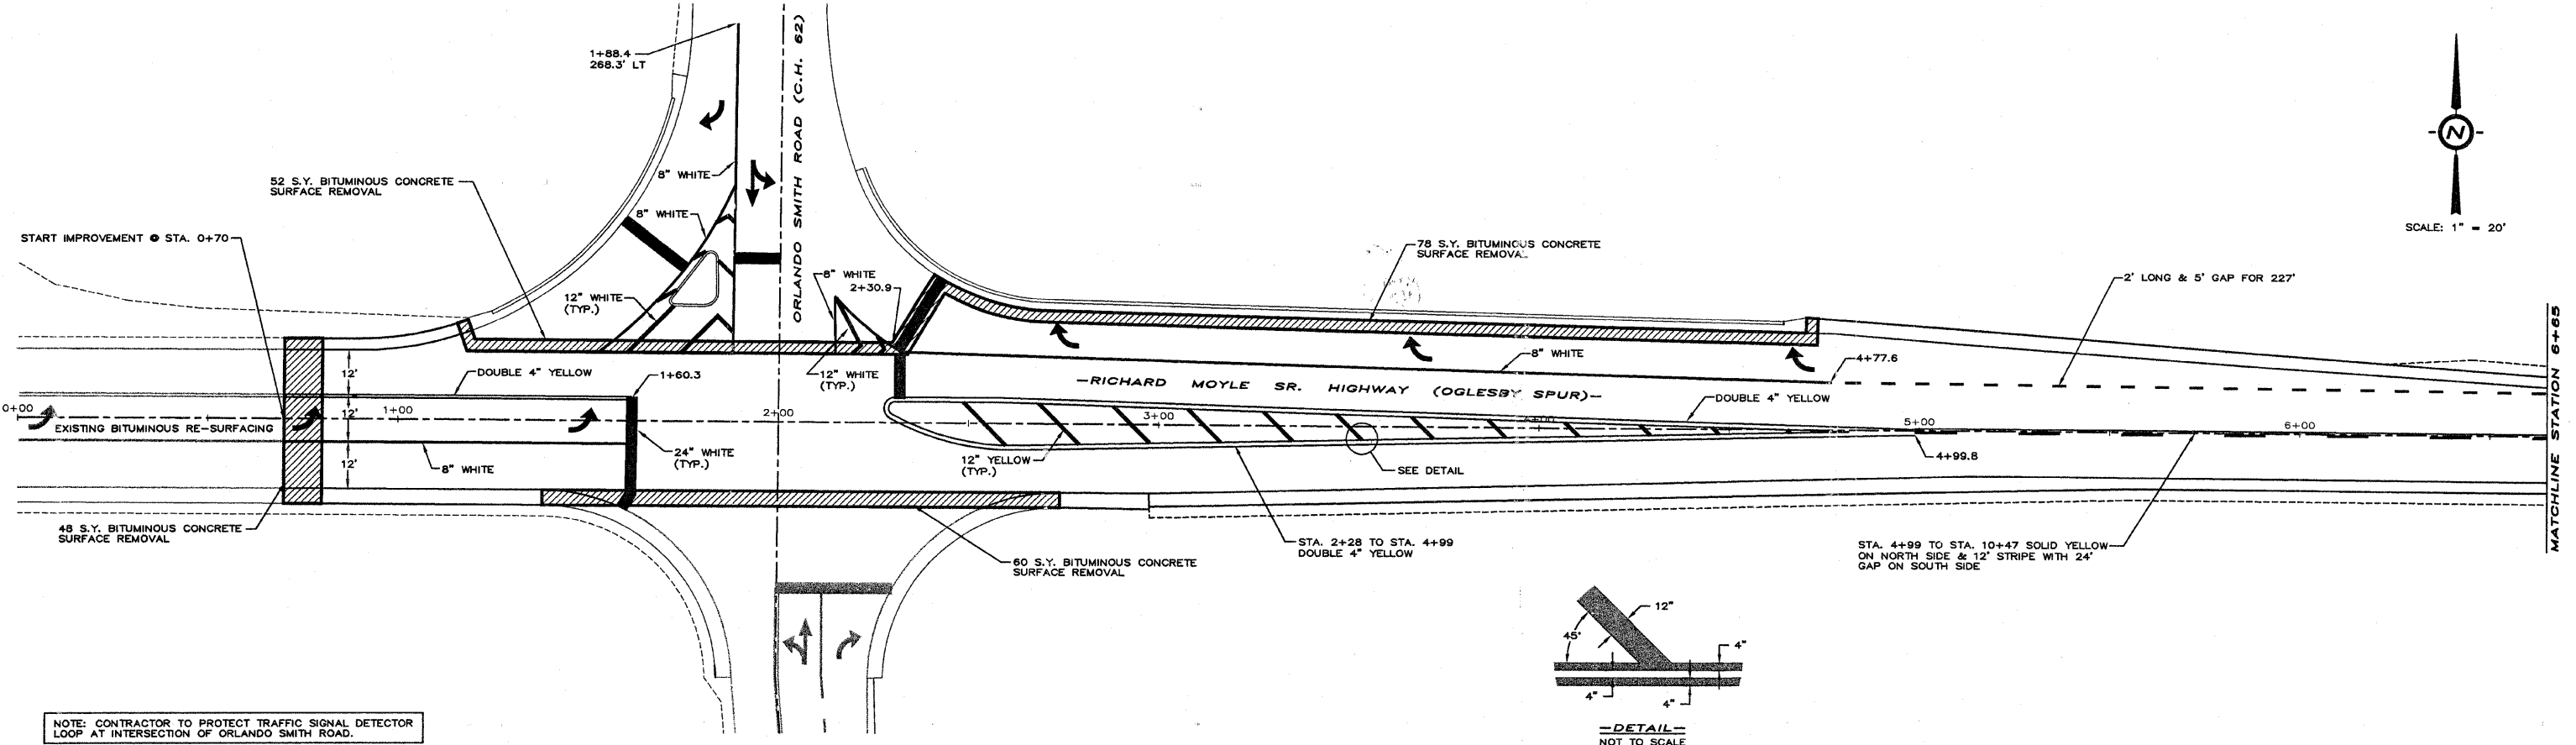 1+88.4
268.3' LT
ORLANDO SMITH ROAD (C.H. 62)
N
SCALE: 1" = 20'
8" WHITE
52 S.Y. BITUMINOUS CONCRETE
SURFACE REMOVAL
8" WHITE
START IMPROVEMENT @ STA. 0+70
78 S.Y. BITUMINOUS CONCRETE
SURFACE REMOVAL
2' LONG & 5' GAP FOR 227'
8" WHITE
2+30.9
12" WHITE
(TYP.)
MATCHLINE STATION 6+65
12'
DOUBLE 4" YELLOW
1+60.3
12" WHITE
(TYP.)
8" WHITE
4+77.6
-RICHARD MOYLE SR. HIGHWAY (OGLESBY SPUR)-
DOUBLE 4" YELLOW
0+00
1+00
12'
2+00
3+00
4+00
5+00
6+00
EXISTING BITUMINOUS RE-SURFACING
24" WHITE
(TYP.)
12" YELLOW
(TYP.)
SEE DETAIL
4+99.8
12'
8" WHITE
48 S.Y. BITUMINOUS CONCRETE
SURFACE REMOVAL
STA. 2+28 TO STA. 4+99
DOUBLE 4" YELLOW
STA. 4+99 TO STA. 10+47 SOLID YELLOW
ON NORTH SIDE & 12' STRIPE WITH 24'
GAP ON SOUTH SIDE
60 S.Y. BITUMINOUS CONCRETE
SURFACE REMOVAL
12"
45'
4"
4"
4"
-DETAIL-
NOT TO SCALE
NOTE: CONTRACTOR TO PROTECT TRAFFIC SIGNAL DETECTOR
LOOP AT INTERSECTION OF ORLANDO SMITH ROAD.